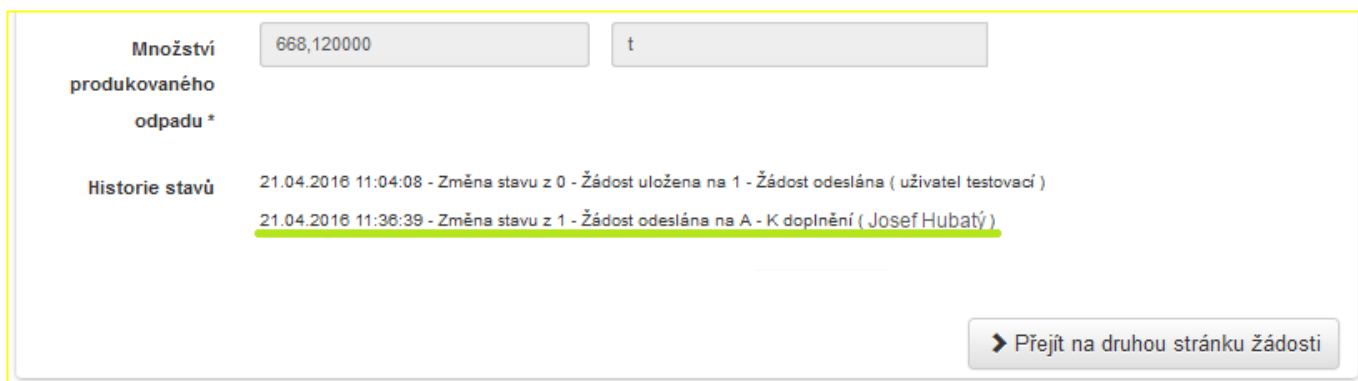 Množství
produkovaného
odpadu *
668,120000
t
Historie stavů
21.04.2016 11:04:08 - Změna stavu z 0 - Žádost uložena na 1 - Žádost odeslána ( uživatel testovací )
21.04.2016 11:36:39 - Změna stavu z 1 - Žádost odeslána na A - K doplnění ( Josef Hubatý )
Přejít na druhou stránku žádosti